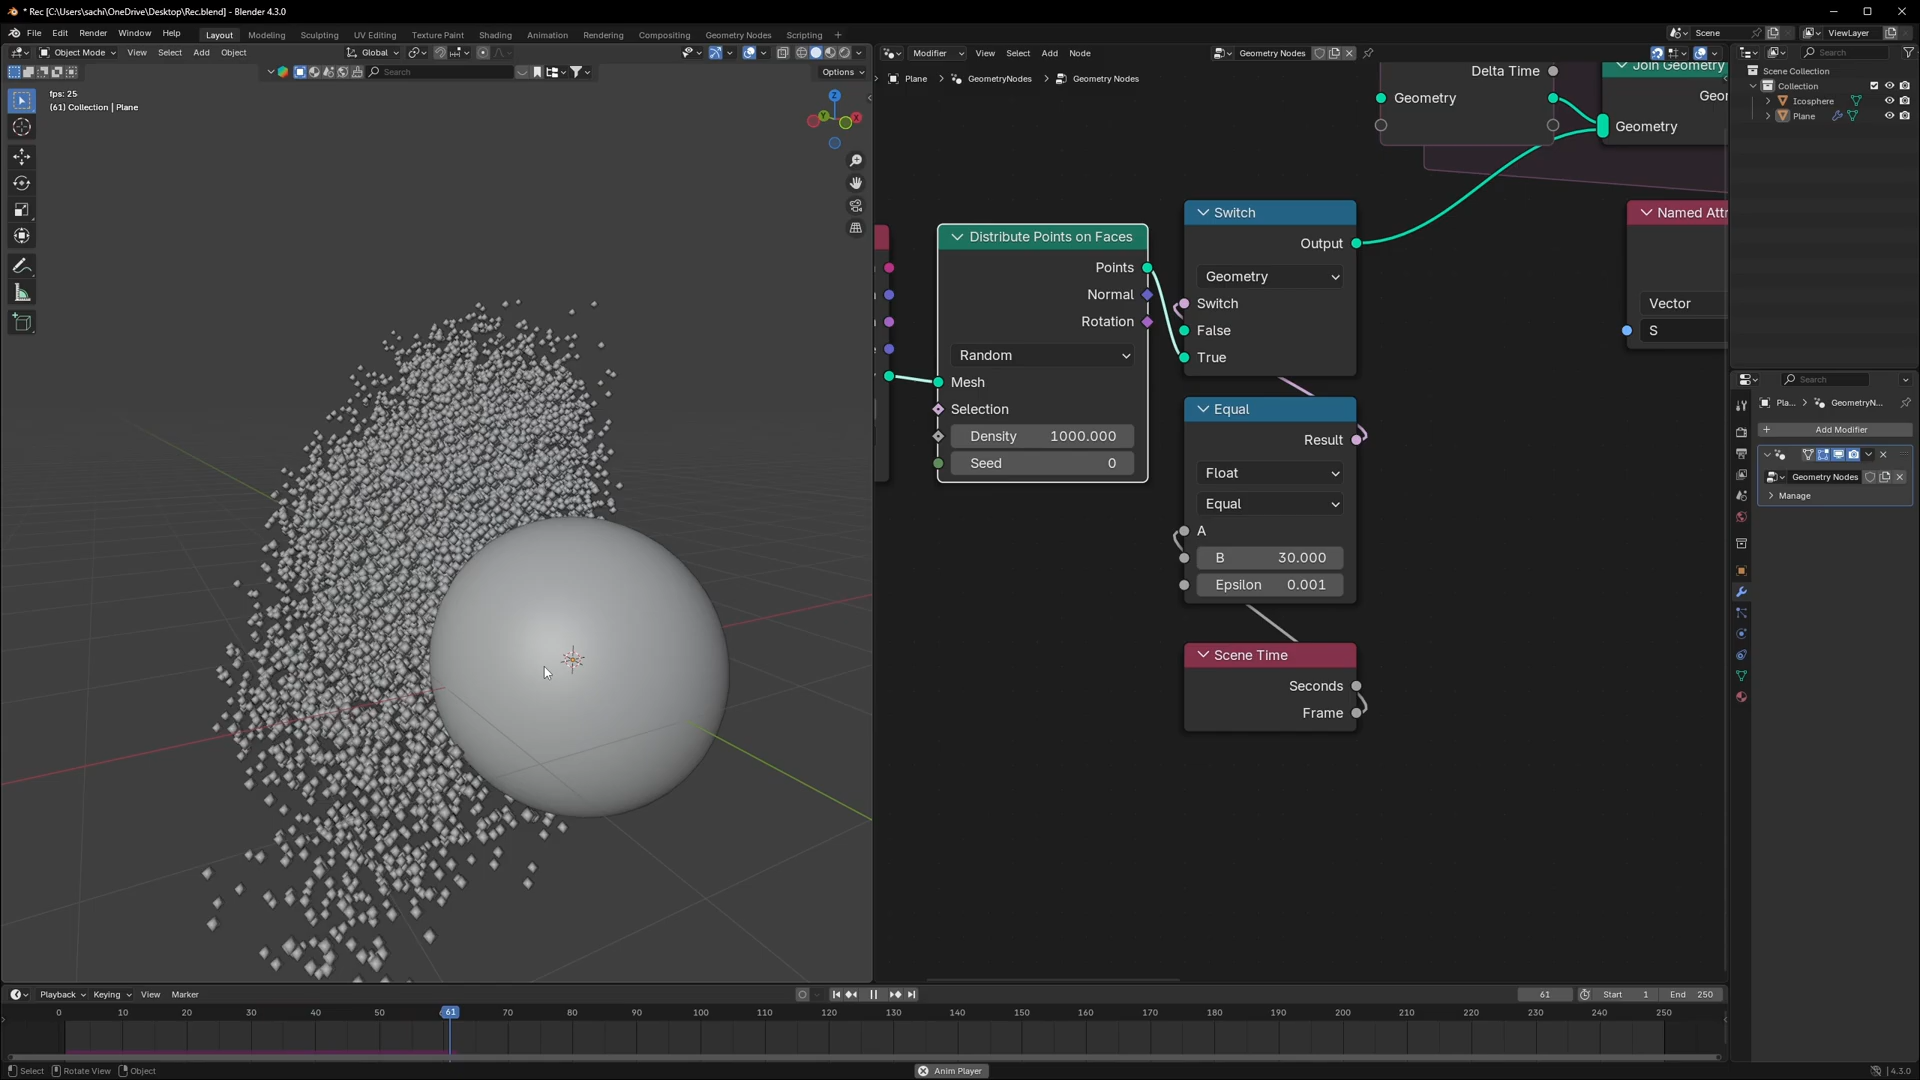 * Rec [C:\Users\sachi\OneDrive\Desktop\Rec.blend] - Blender 4.3.0
File Edit Render Window Help Layout Modeling Sculpting UV Editing Texture Paint Shading Animation Rendering Compositing Geometry Nodes Scripting + Scene ViewLayer
Object Mode View Select Add Object Global
Modifier View Select Add Node Geometry Nodes
Search
Search Options
Plane > GeometryNodes > Geometry Nodes
fps: 25
(61) Collection | Plane
Z
Y
X
Scene Collection
Collection
Icosphere
Plane
Delta Time
Geometry
Join Geometry
Geor
Geometry
Distribute Points on Faces
Points
Normal
Rotation
Random
Mesh
Selection
Density 1000.000
Seed 0
Switch
Output
Geometry
Switch
False
True
Equal
Result
Float
Equal
A
B 30.000
Epsilon 0.001
Scene Time
Seconds
Frame
Named Attr
Vector
S
Search
Pla... > GeometryN...
+ Add Modifier
Geometry Nodes
Manage
Playback Keying View Marker 61 Start 1 End 250
0 10 20 30 40 50 61 70 80 90 100 110 120 130 140 150 160 170 180 190 200 210 220 230 240 250
Select Rotate View Object Anim Player 4.3.0